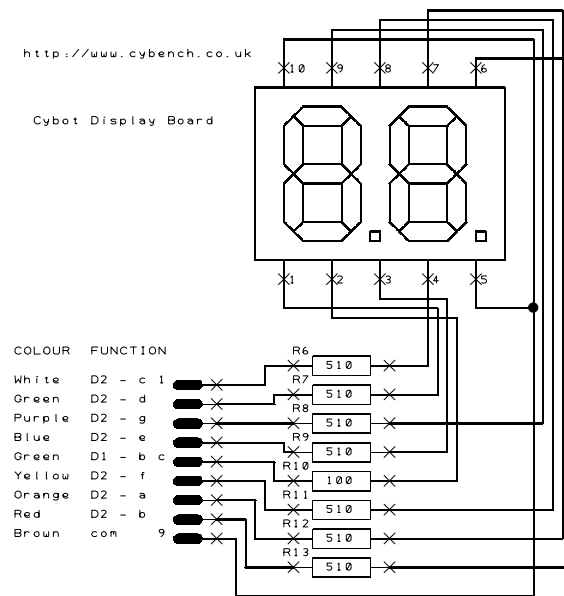 http://www.cybench.co.uk
10 9 8 7 6
Cybot Display Board
1 2 3 4 5
COLOUR FUNCTION
White D2 - c 1
Green D2 - d
Purple D2 - g
Blue D2 - e
Green D1 - b c
Yellow D2 - f
Orange D2 - a
Red D2 - b
Brown com 9
R6 510
R7 510
R8 510
R9 510
R10 100
R11 510
R12 510
R13 510